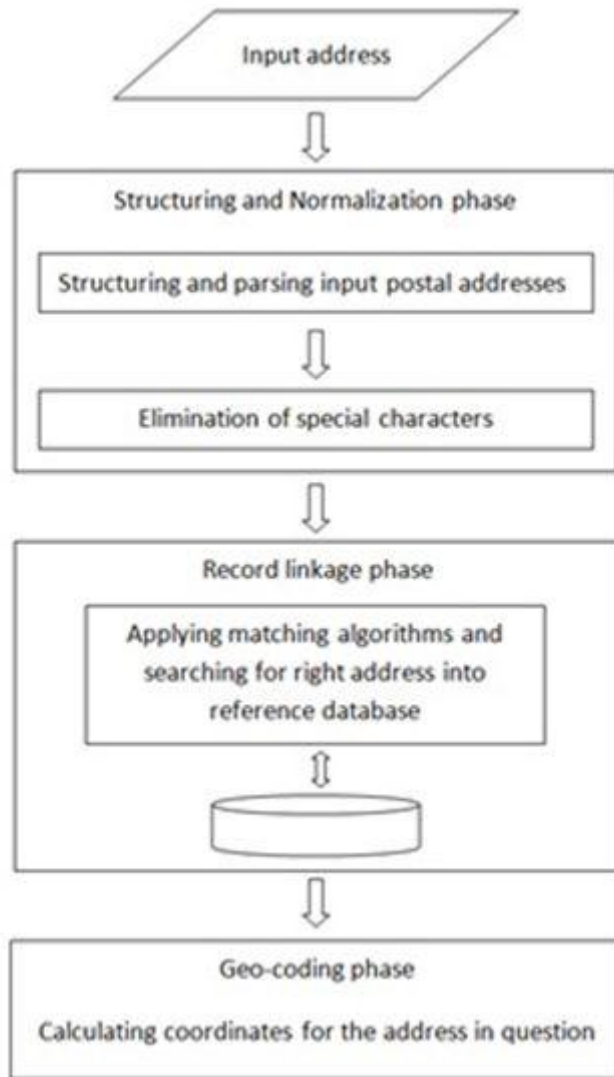 Input address
Structuring and Normalization phase
Structuring and parsing input postal addresses
Elimination of special characters
Record linkage phase
Applying matching algorithms and
searching for right address into
reference database
Geo-coding phase
Calculating coordinates for the address in question